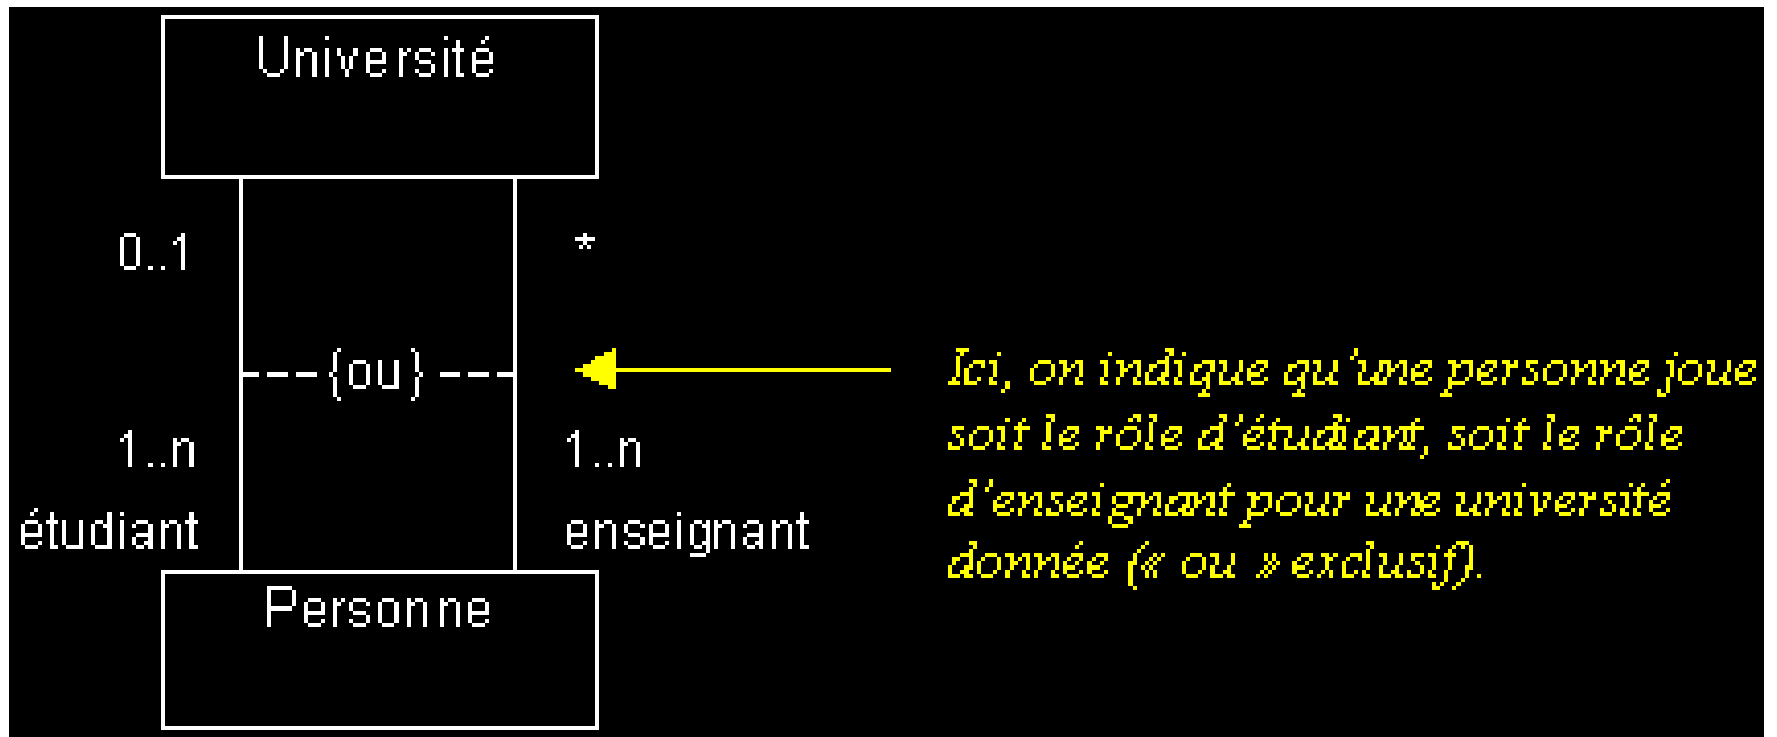 Université
0..1
*
{ou}
1..n
1..n
étudiant
enseignant
Personne
Ici, on indique qu'une personne joue
soit le rôle d'étudiant, soit le rôle
d'enseignant pour une université
donnée (« ou » exclusif).